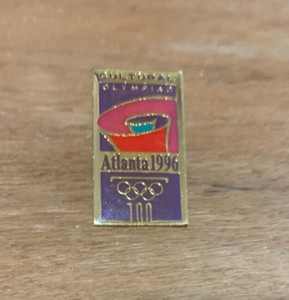 CULTURAL
OLYMPIAD
Atlanta 1996
100